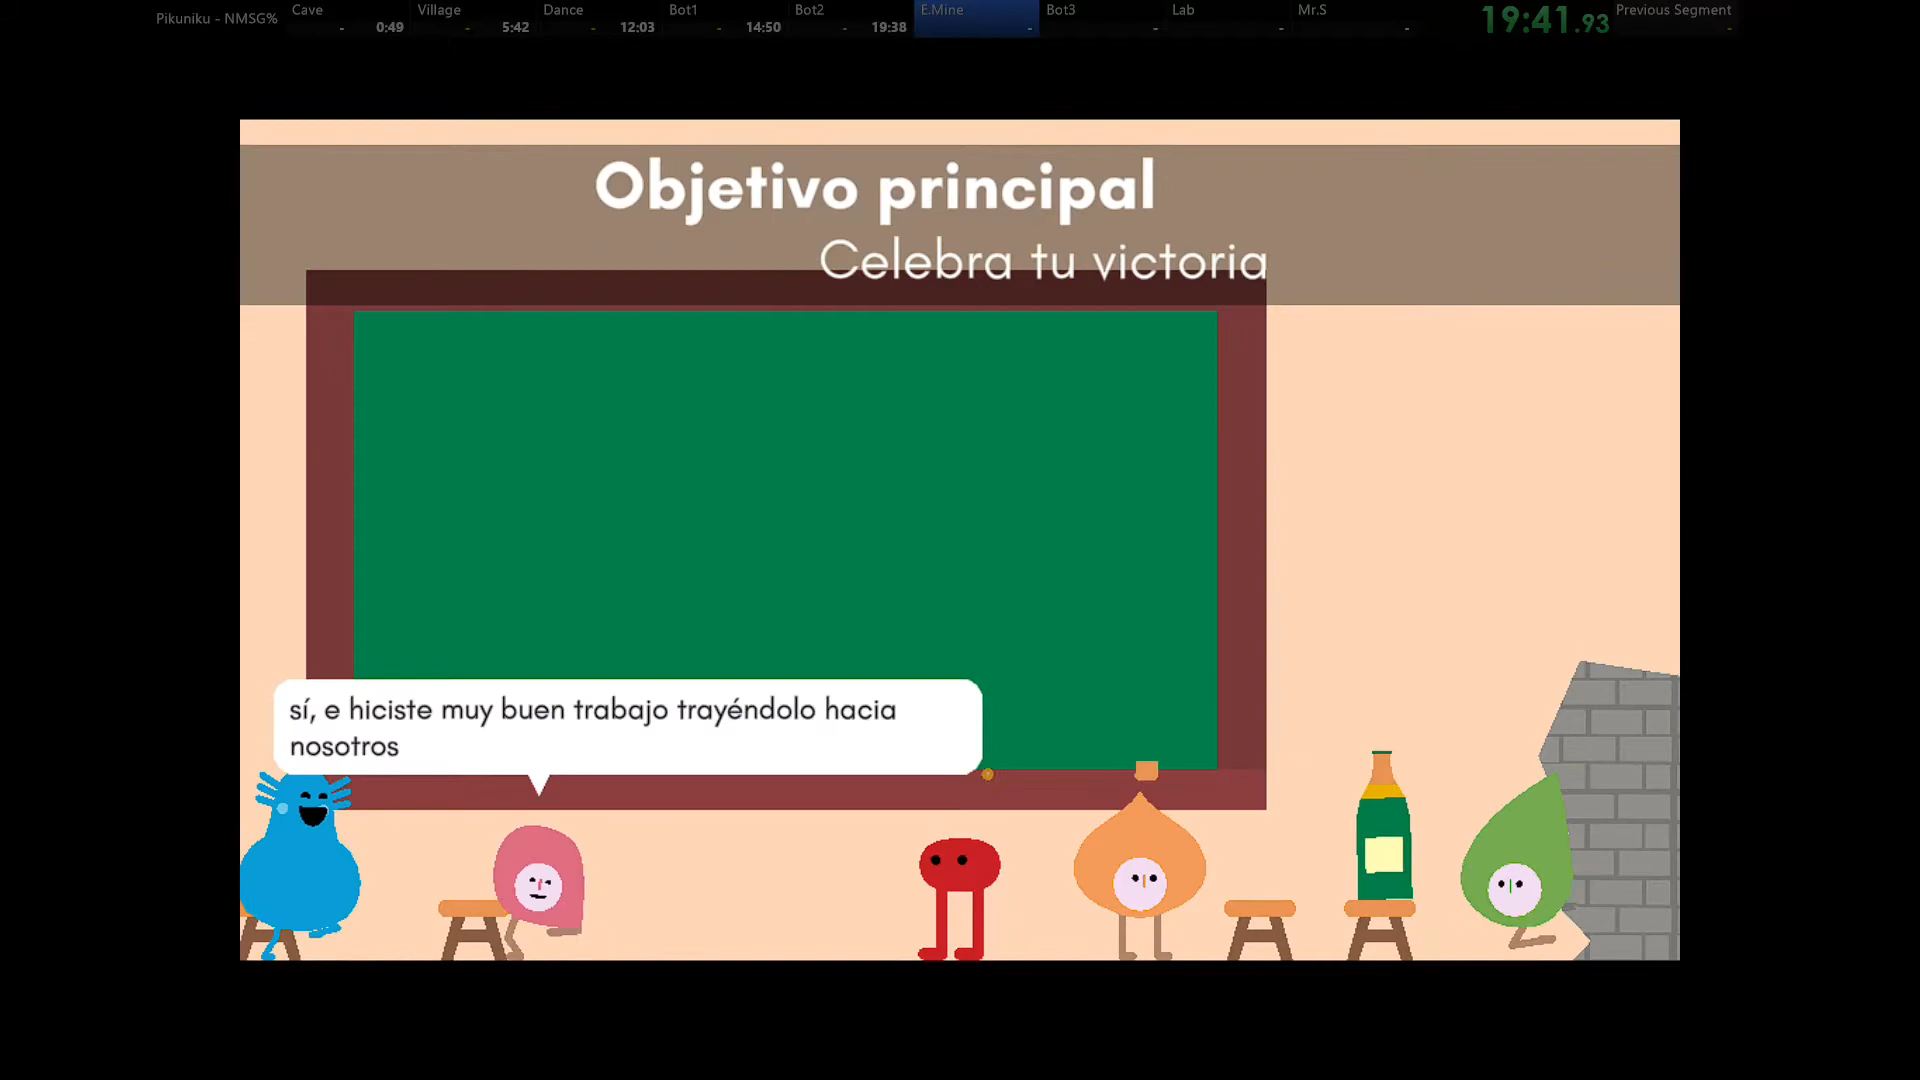 Pikuniku - NMSG%
Cave Village Dance Bot1 Bot2 E.Mine Bot3 Lab Mr.S Previous Segment
- 0:49 - 5:42 - 12:03 - 14:50 - 19:38 - - - - -
19:41.93
Objetivo principal
Celebra tu victoria
sí, e hiciste muy buen trabajo trayéndolo hacia
nosotros